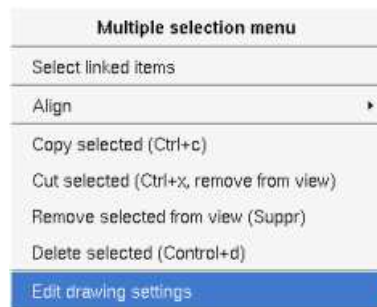 Multiple selection menu
Select linked items
Align
Copy selected (Ctrl+c)
Cut selected (Ctrl+x, remove from view)
Remove selected from view (Suppr)
Delete selected (Control+d)
Edit drawing settings